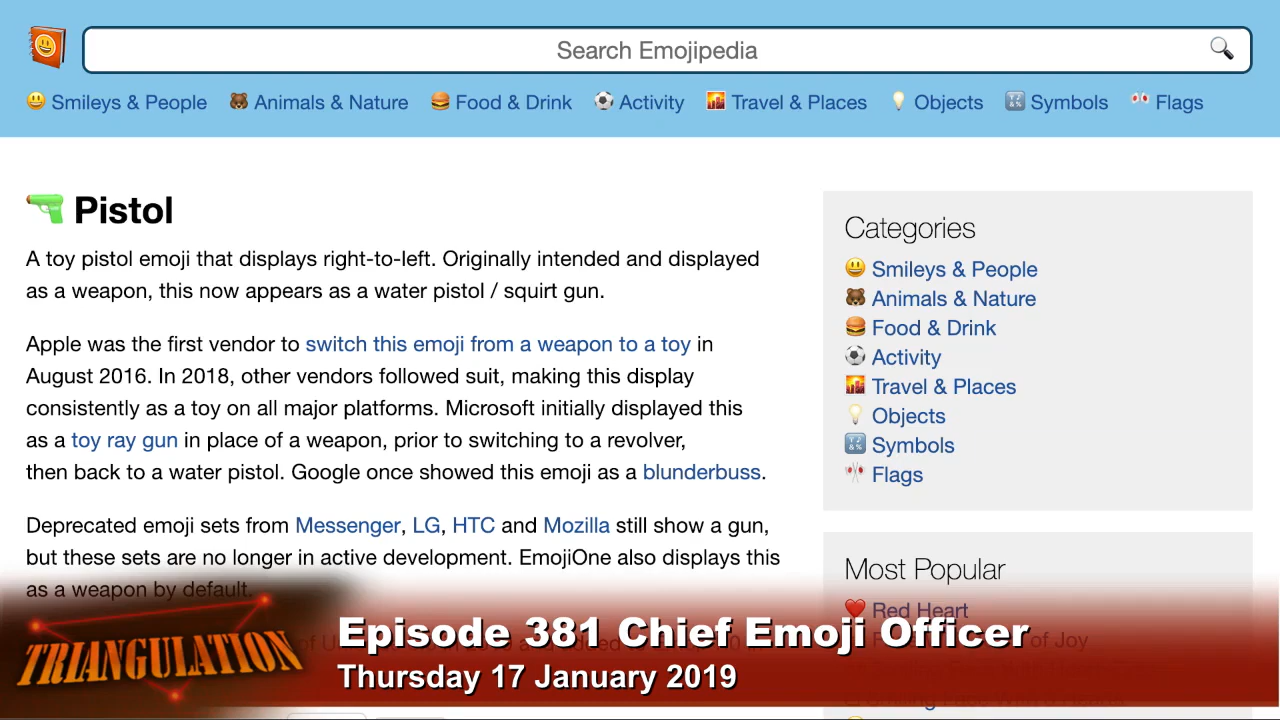 Search Emojipedia
Smileys & People Animals & Nature Food & Drink Activity Travel & Places Objects Symbols Flags
Pistol
A toy pistol emoji that displays right-to-left. Originally intended and displayed
as a weapon, this now appears as a water pistol / squirt gun.
Apple was the first vendor to switch this emoji from a weapon to a toy in
August 2016. In 2018, other vendors followed suit, making this display
consistently as a toy on all major platforms. Microsoft initially displayed this
as a toy ray gun in place of a weapon, prior to switching to a revolver,
then back to a water pistol. Google once showed this emoji as a blunderbuss.
Deprecated emoji sets from Messenger, LG, HTC and Mozilla still show a gun,
but these sets are no longer in active development. EmojiOne also displays this
as a weapon by default.
Categories
Smileys & People
Animals & Nature
Food & Drink
Activity
Travel & Places
Objects
Symbols
Flags
Most Popular
Red Heart
of Joy
TRIANGULATION
Episode 381 Chief Emoji Officer
Thursday 17 January 2019